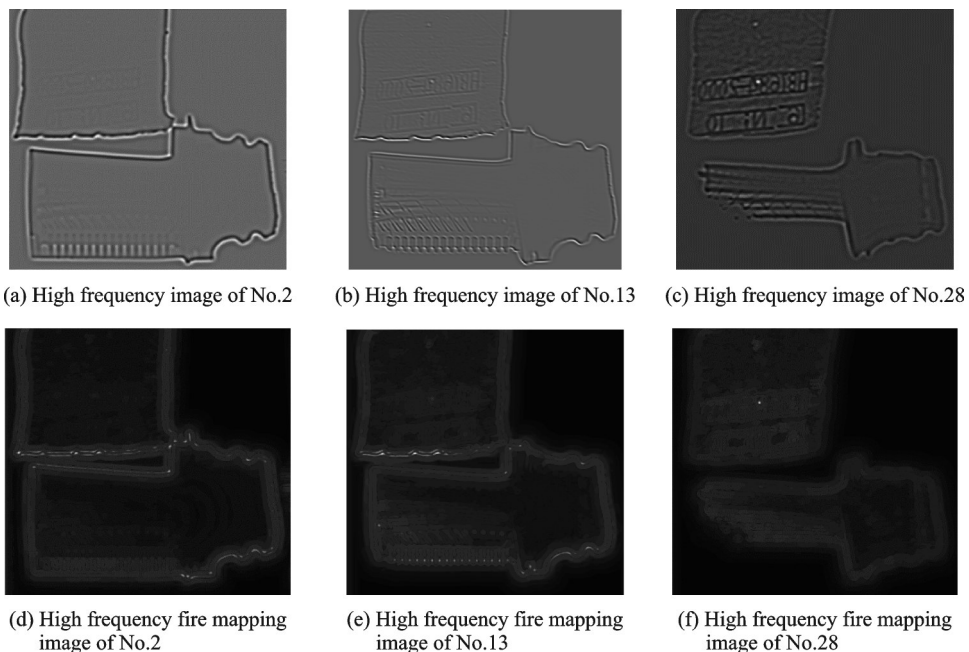 (a) High frequency image of No.2
(b) High frequency image of No.13
(c) High frequency image of No.28
(d) High frequency fire mapping
image of No.2
(e) High frequency fire mapping
image of No.13
(f) High frequency fire mapping
image of No.28